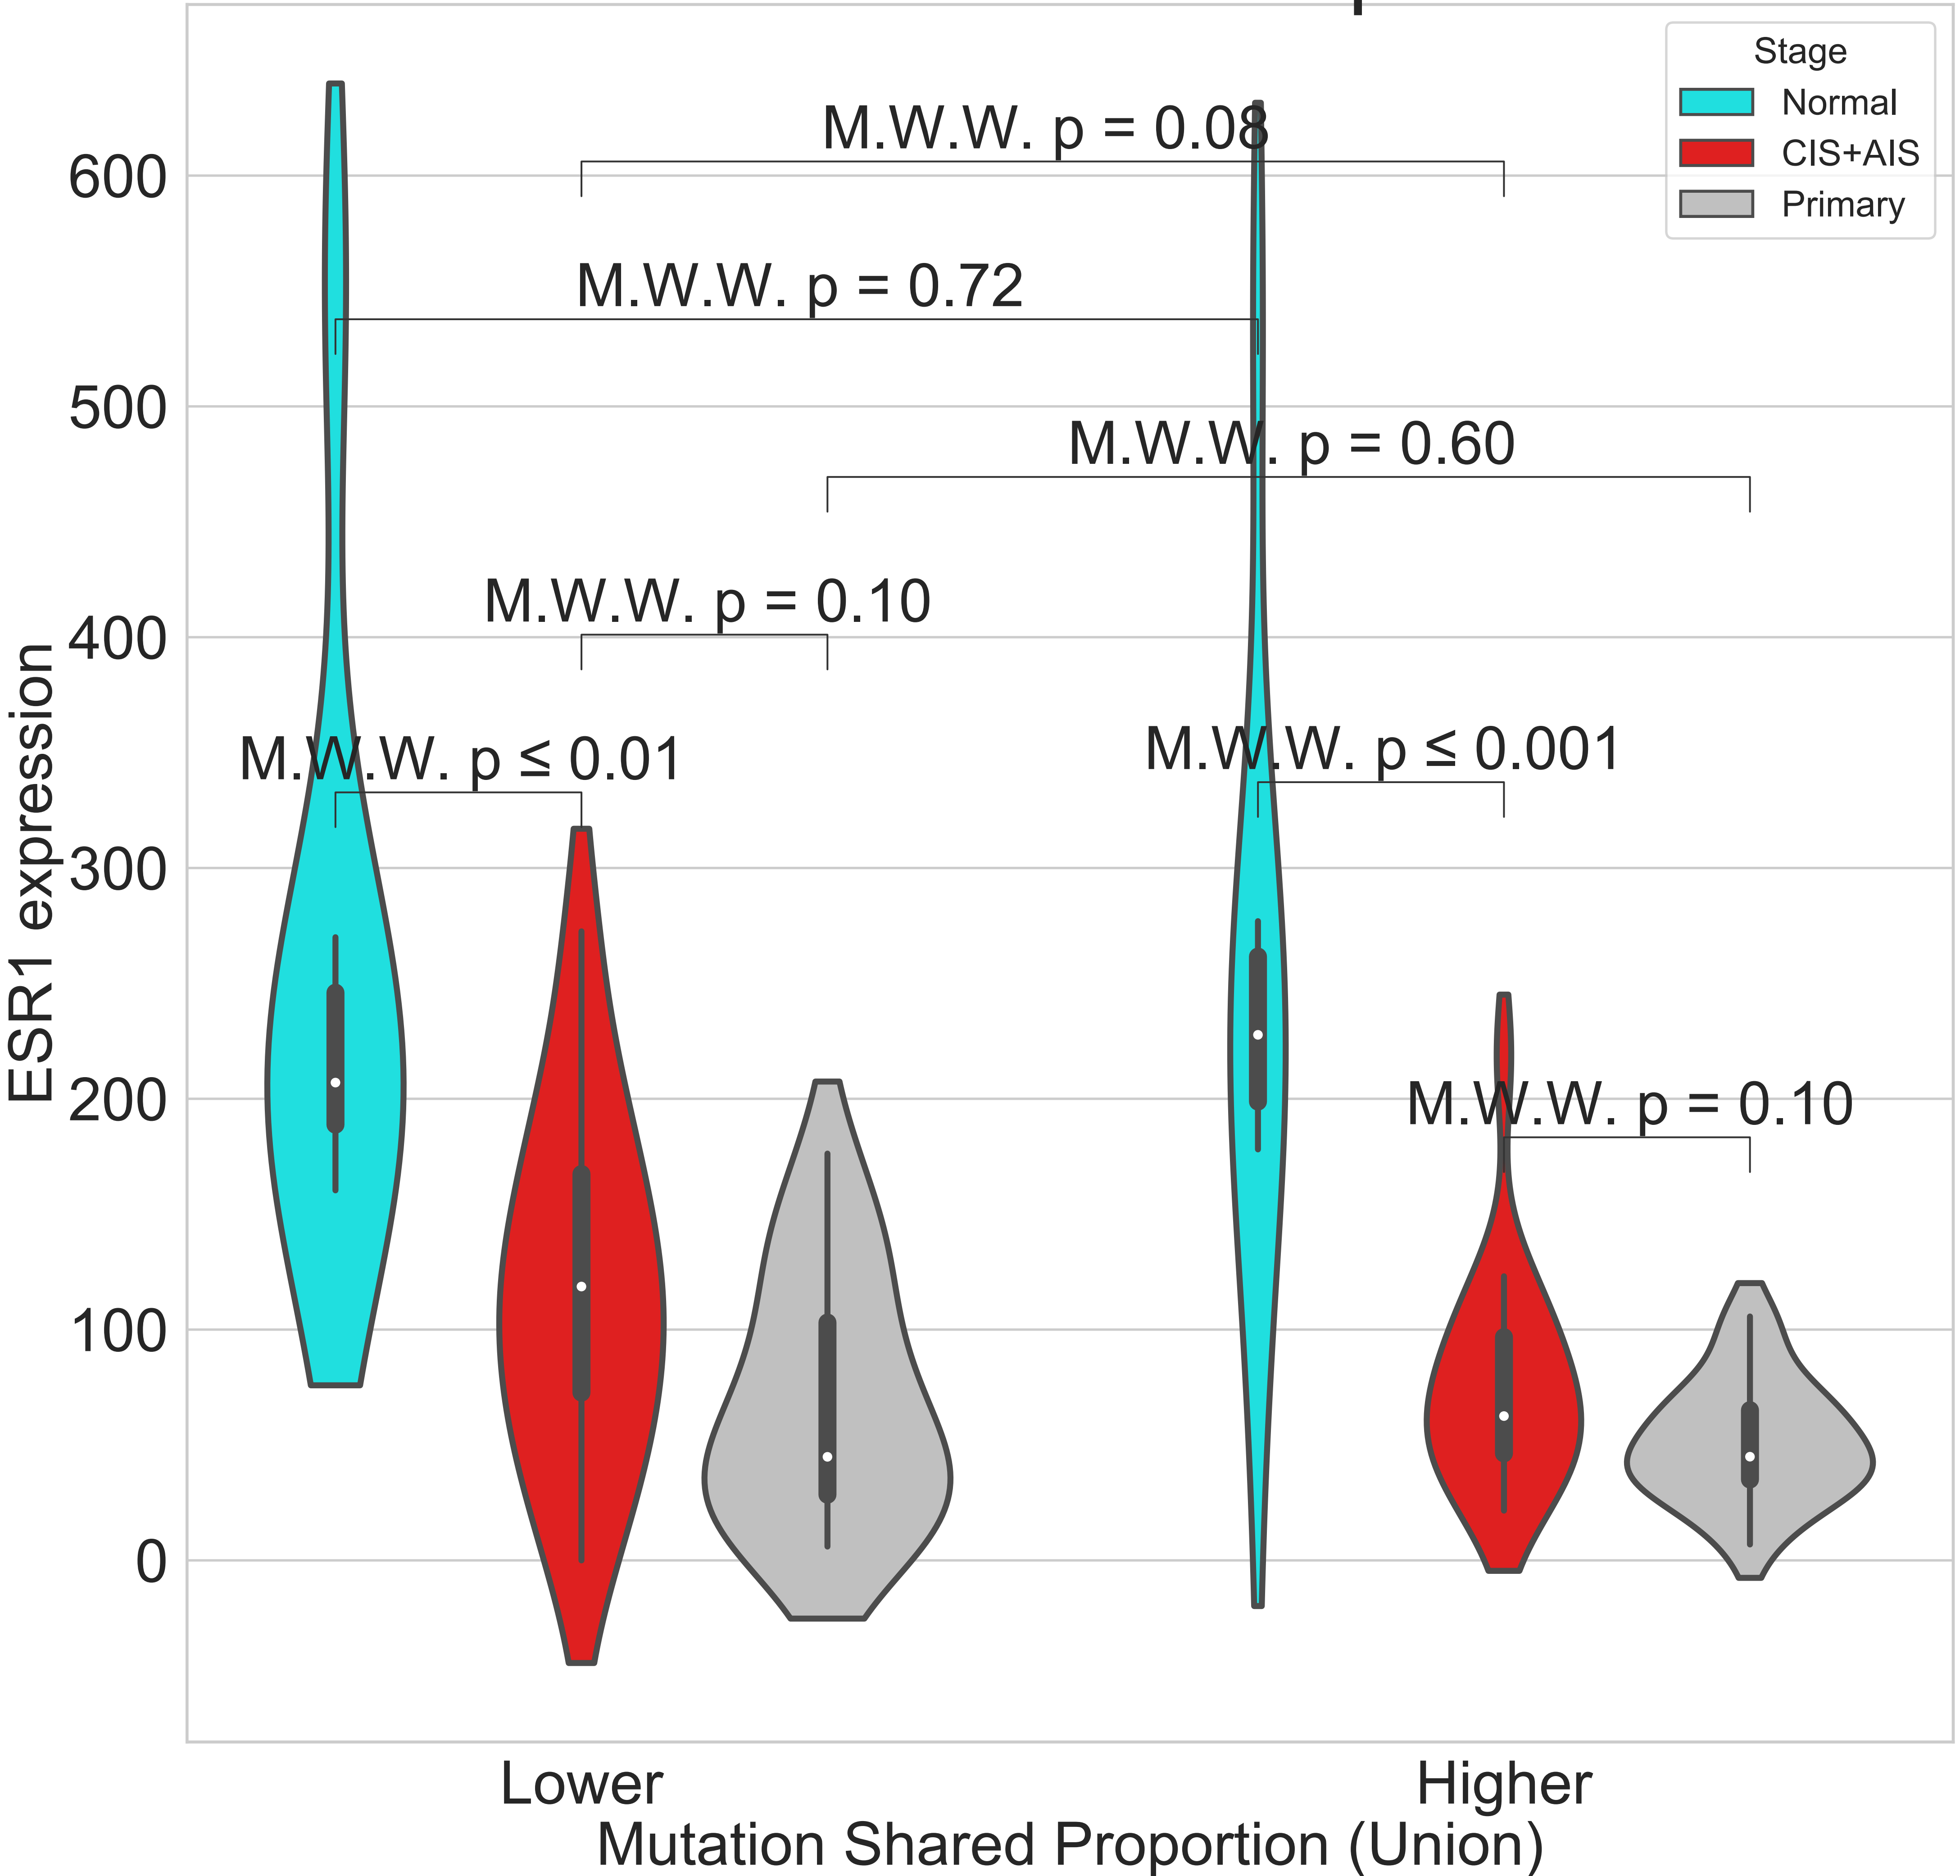 Stage
Normal
CIS+AIS
Primary
M.W.W. p = 0.08
M.W.W. p = 0.72
M.W.W. p = 0.60
M.W.W. p = 0.10
M.W.W. p ≤ 0.01
M.W.W. p ≤ 0.001
M.W.W. p = 0.10
600
500
400
300
200
100
0
ESR1 expression
Lower
Higher
Mutation Shared Proportion (Union)